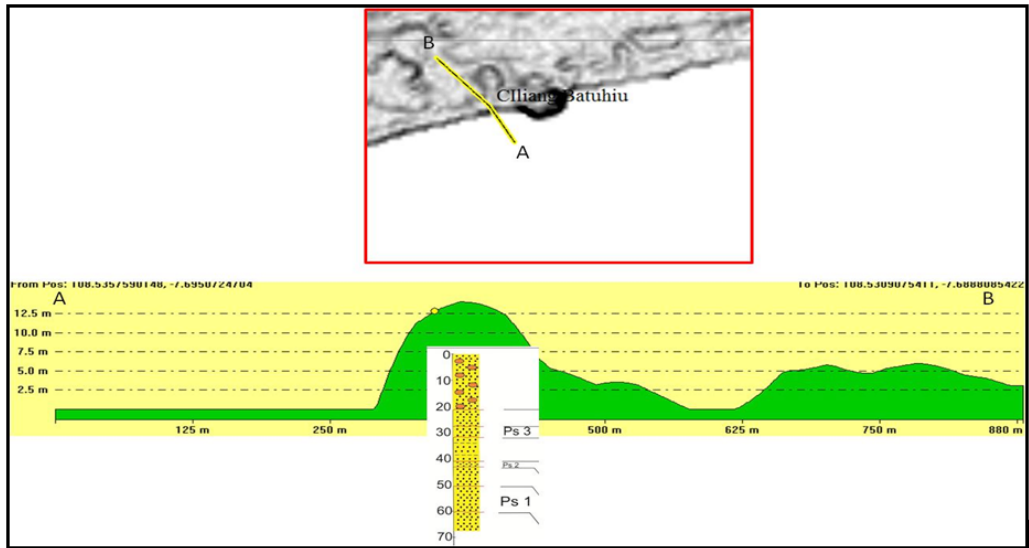 B
CIliang Batuhiu
A
From Pos: 108.5357590148, -7.6950724784
To Pos: 108.5309075411, -7.6888085422
A
B
12.5 m
10.0 m
7.5 m
5.0 m
2.5 m
125 m
250 m
500 m
625 m
750 m
880 m
0
10
20
30
40
50
60
70
Ps 3
Ps 2
Ps 1